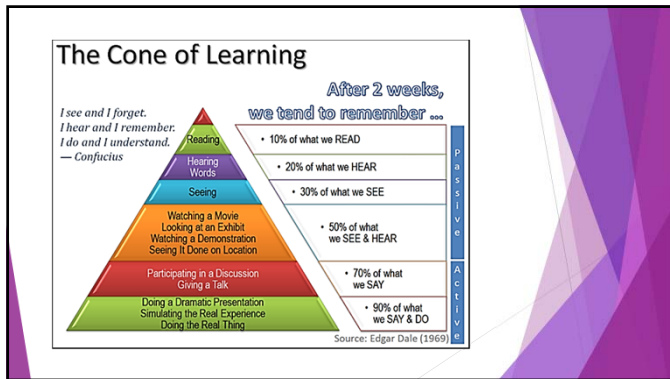 The Cone of Learning
After 2 weeks,
we tend to remember ...
I see and I forget.
I hear and I remember.
I do and I understand.
— Confucius
Reading
• 10% of what we READ
Hearing
Words
• 20% of what we HEAR
Seeing
• 30% of what we SEE
Watching a Movie
Looking at an Exhibit
Watching a Demonstration
Seeing It Done on Location
• 50% of what
we SEE & HEAR
Participating in a Discussion
Giving a Talk
• 70% of what
we SAY
Doing a Dramatic Presentation
Simulating the Real Experience
Doing the Real Thing
• 90% of what
we SAY & DO
Passive
Active
Source: Edgar Dale (1969)